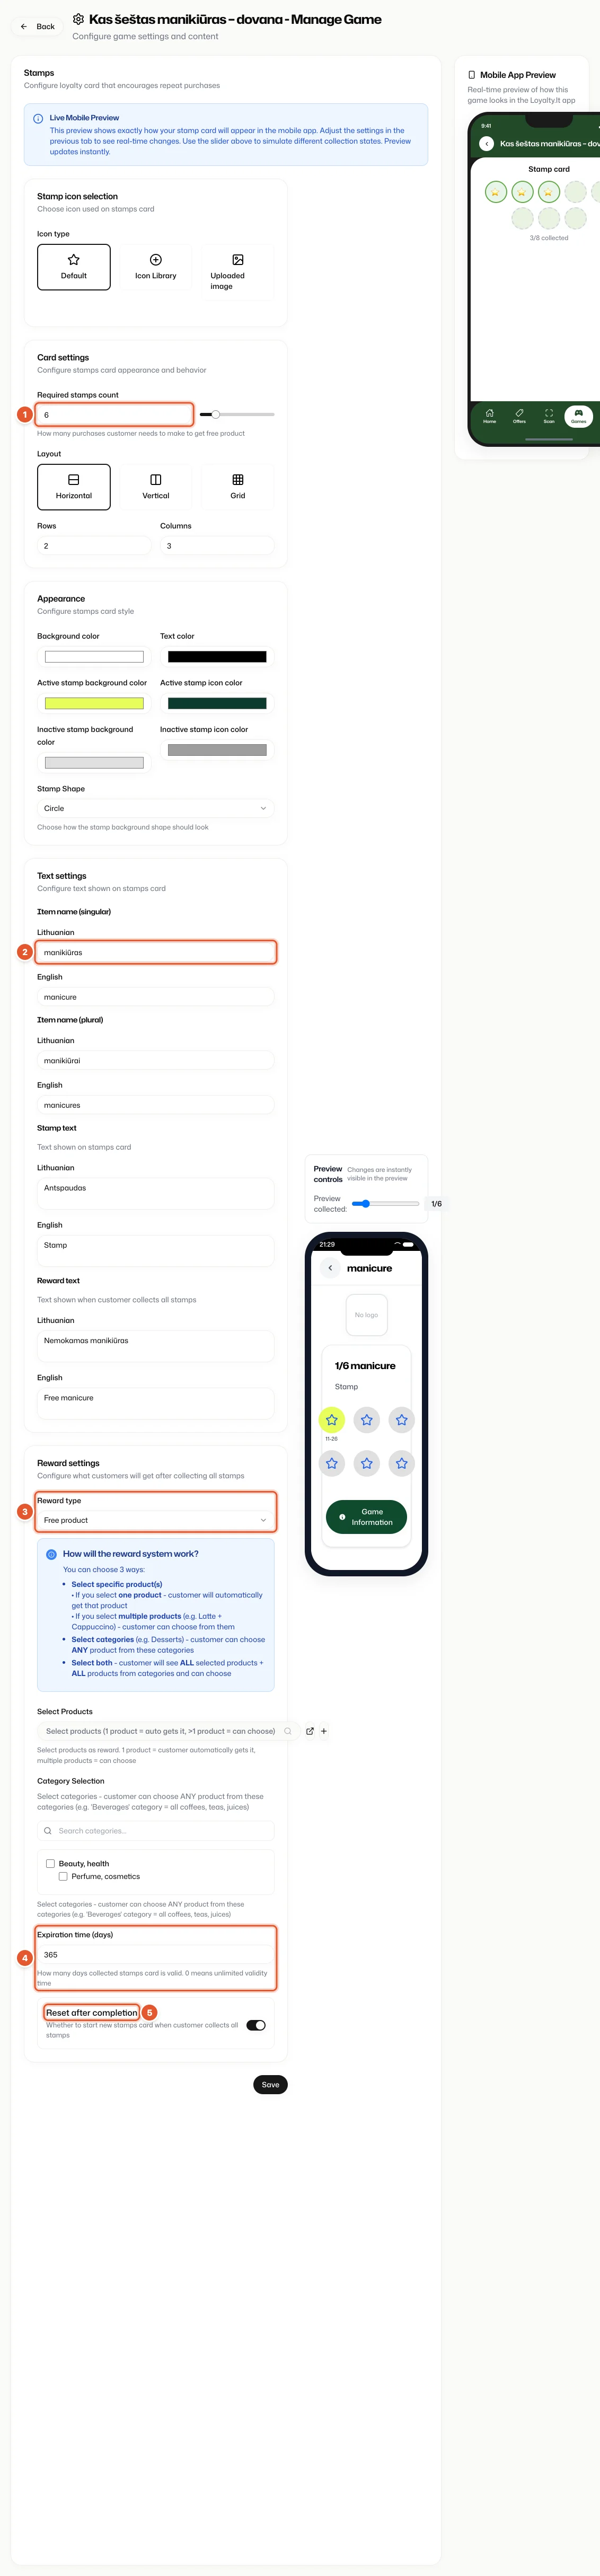 Back
Kas šeštas manikiūras – dovana - Manage Game
Configure game settings and content
Stamps
Configure loyalty card that encourages repeat purchases
Live Mobile Preview
This preview shows exactly how your stamp card will appear in the mobile app. Adjust the settings in the
previous tab to see real-time changes. Use the slider above to simulate different collection states. Preview
updates instantly.
Stamp icon selection
Choose icon used on stamps card
Icon type
Default
Icon Library
Uploaded
image
Card settings
Configure stamps card appearance and behavior
Required stamps count
1
6
How many purchases customer needs to make to get free product
Layout
Horizontal
Vertical
Grid
Rows
Columns
2
3
Appearance
Configure stamps card style
Background color
Text color
Active stamp background color
Active stamp icon color
Inactive stamp background
color
Inactive stamp icon color
Stamp Shape
Circle
Choose how the stamp background shape should look
Text settings
Configure text shown on stamps card
Item name (singular)
Lithuanian
2
manikiūras
English
manicure
Item name (plural)
Lithuanian
manikiūrai
English
manicures
Stamp text
Text shown on stamps card
Lithuanian
Antspaudas
English
Stamp
Reward text
Text shown when customer collects all stamps
Lithuanian
Nemokamas manikiūras
English
Free manicure
Reward settings
Configure what customers will get after collecting all stamps
Reward type
3
Free product
How will the reward system work?
You can choose 3 ways:
• Select specific product(s)
• If you select one product - customer will automatically
get that product
• If you select multiple products (e.g. Latte +
Cappuccino) - customer can choose from them
• Select categories (e.g. Desserts) - customer can choose
ANY product from these categories
• Select both - customer will see ALL selected products +
ALL products from categories and can choose
Select Products
Select products (1 product = auto gets it, >1 product = can choose)
Select products as reward. 1 product = customer automatically gets it,
multiple products = can choose
Category Selection
Select categories - customer can choose ANY product from these
categories (e.g. 'Beverages' category = all coffees, teas, juices)
Search categories...
Beauty, health
Perfume, cosmetics
Select categories - customer can choose ANY product from these
categories (e.g. 'Beverages' category = all coffees, teas, juices)
Expiration time (days)
4
365
How many days collected stamps card is valid. 0 means unlimited validity
time
Reset after completion
5
Whether to start new stamps card when customer collects all
stamps
Save
Preview
controls
Changes are instantly
visible in the preview
Preview
collected:
1/6
21:29
manicure
No logo
1/6 manicure
Stamp
11-26
Game
Information
Mobile App Preview
Real-time preview of how this
game looks in the Loyalty.lt app
9:41
Kas šeštas manikiūras – dov
Stamp card
3/8 collected
Home
Offers
Scan
Games